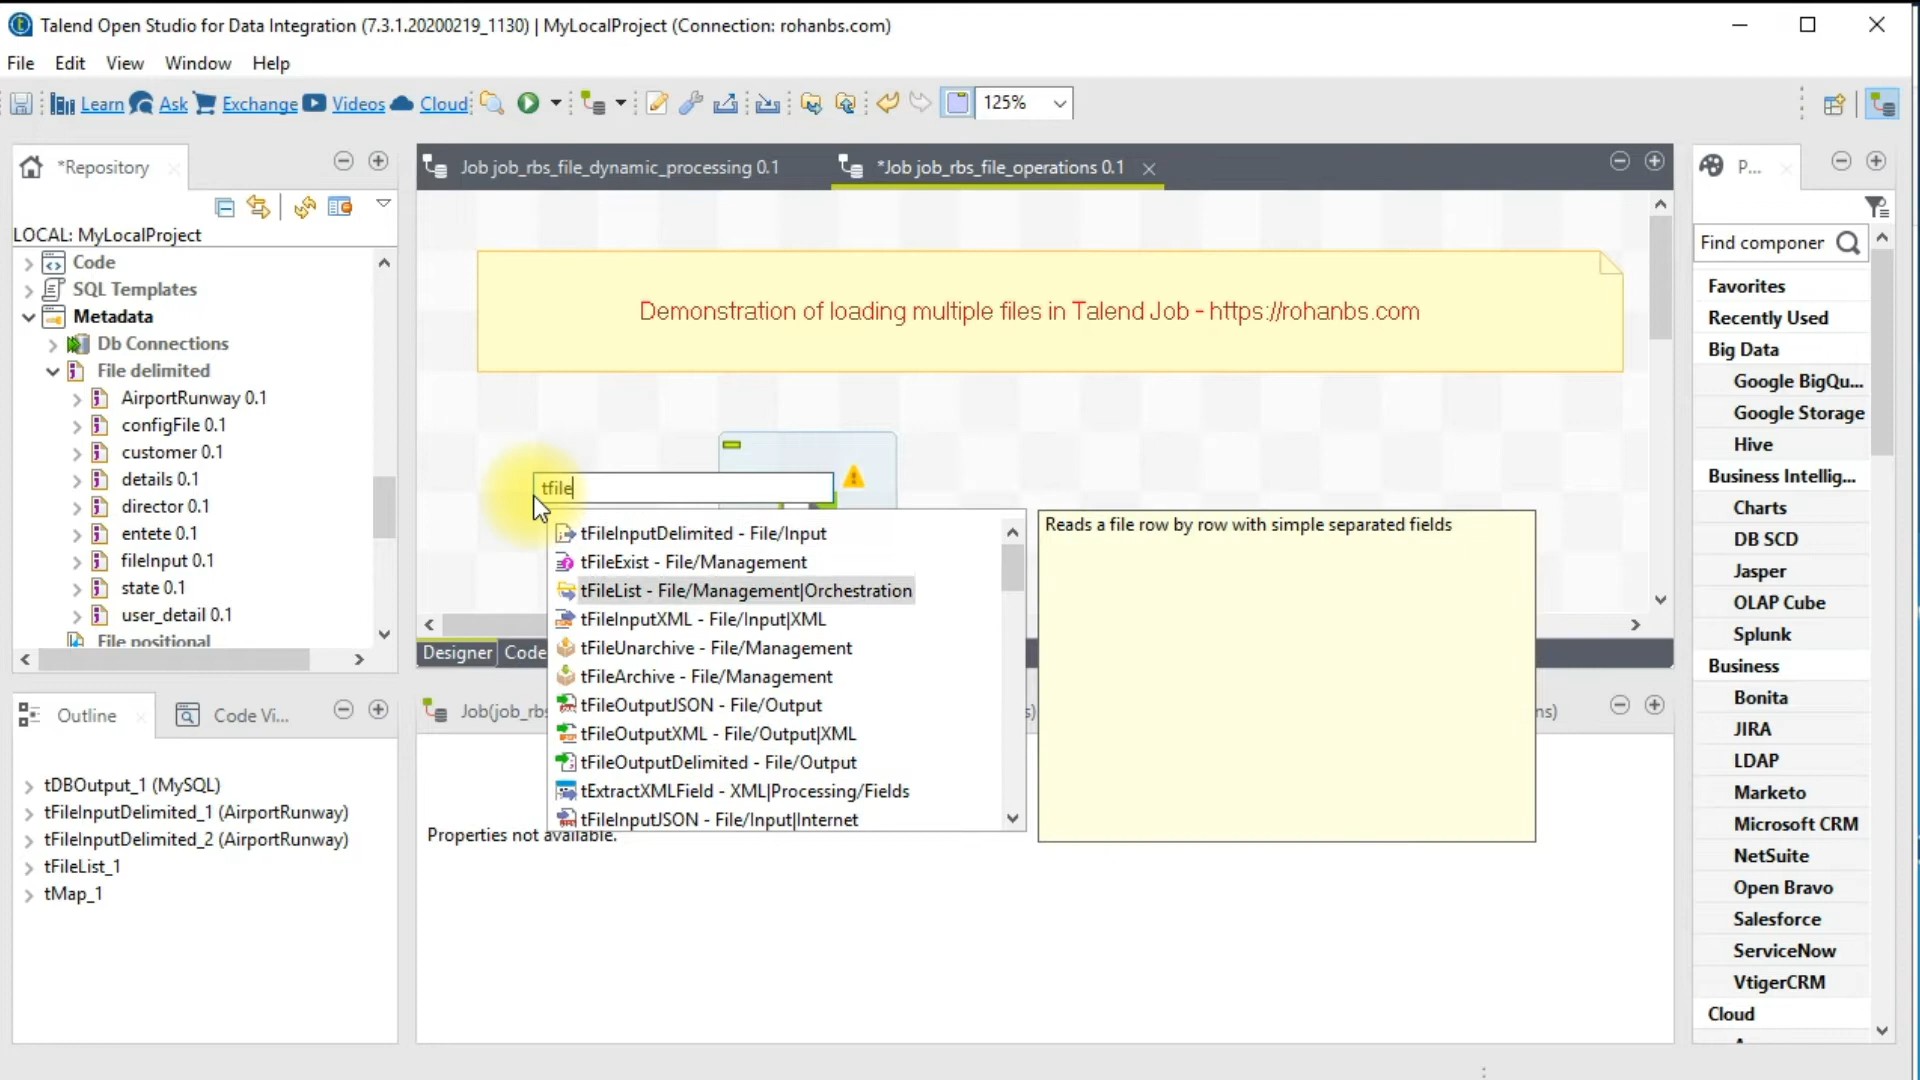 Talend Open Studio for Data Integration (7.3.1.20200219_1130) | MyLocalProject (Connection: rohanbs.com)
File Edit View Window Help
Learn Ask Exchange Videos Cloud 125%
*Repository
LOCAL: MyLocalProject
Code
SQL Templates
Metadata
Db Connections
File delimited
AirportRunway 0.1
configFile 0.1
customer 0.1
details 0.1
director 0.1
entete 0.1
fileInput 0.1
state 0.1
user_detail 0.1
File positional
Job job_rbs_file_dynamic_processing 0.1
*Job job_rbs_file_operations 0.1
Demonstration of loading multiple files in Talend Job - https://rohanbs.com
tfile
tFileInputDelimited - File/Input
tFileExist - File/Management
tFileList - File/Management|Orchestration
tFileInputXML - File/Input|XML
tFileUnarchive - File/Management
tFileArchive - File/Management
tFileOutputJSON - File/Output
tFileOutputXML - File/Output|XML
tFileOutputDelimited - File/Output
tExtractXMLField - XML|Processing/Fields
tFileInputJSON - File/Input|Internet
Reads a file row by row with simple separated fields
Designer Code
Job(job_rbs
s)
ns)
Properties not available.
Outline
Code Vi...
tDBOutput_1 (MySQL)
tFileInputDelimited_1 (AirportRunway)
tFileInputDelimited_2 (AirportRunway)
tFileList_1
tMap_1
P...
Find componer
Favorites
Recently Used
Big Data
Google BigQu...
Google Storage
Hive
Business Intellig...
Charts
DB SCD
Jasper
OLAP Cube
Splunk
Business
Bonita
JIRA
LDAP
Marketo
Microsoft CRM
NetSuite
Open Bravo
Salesforce
ServiceNow
VtigerCRM
Cloud